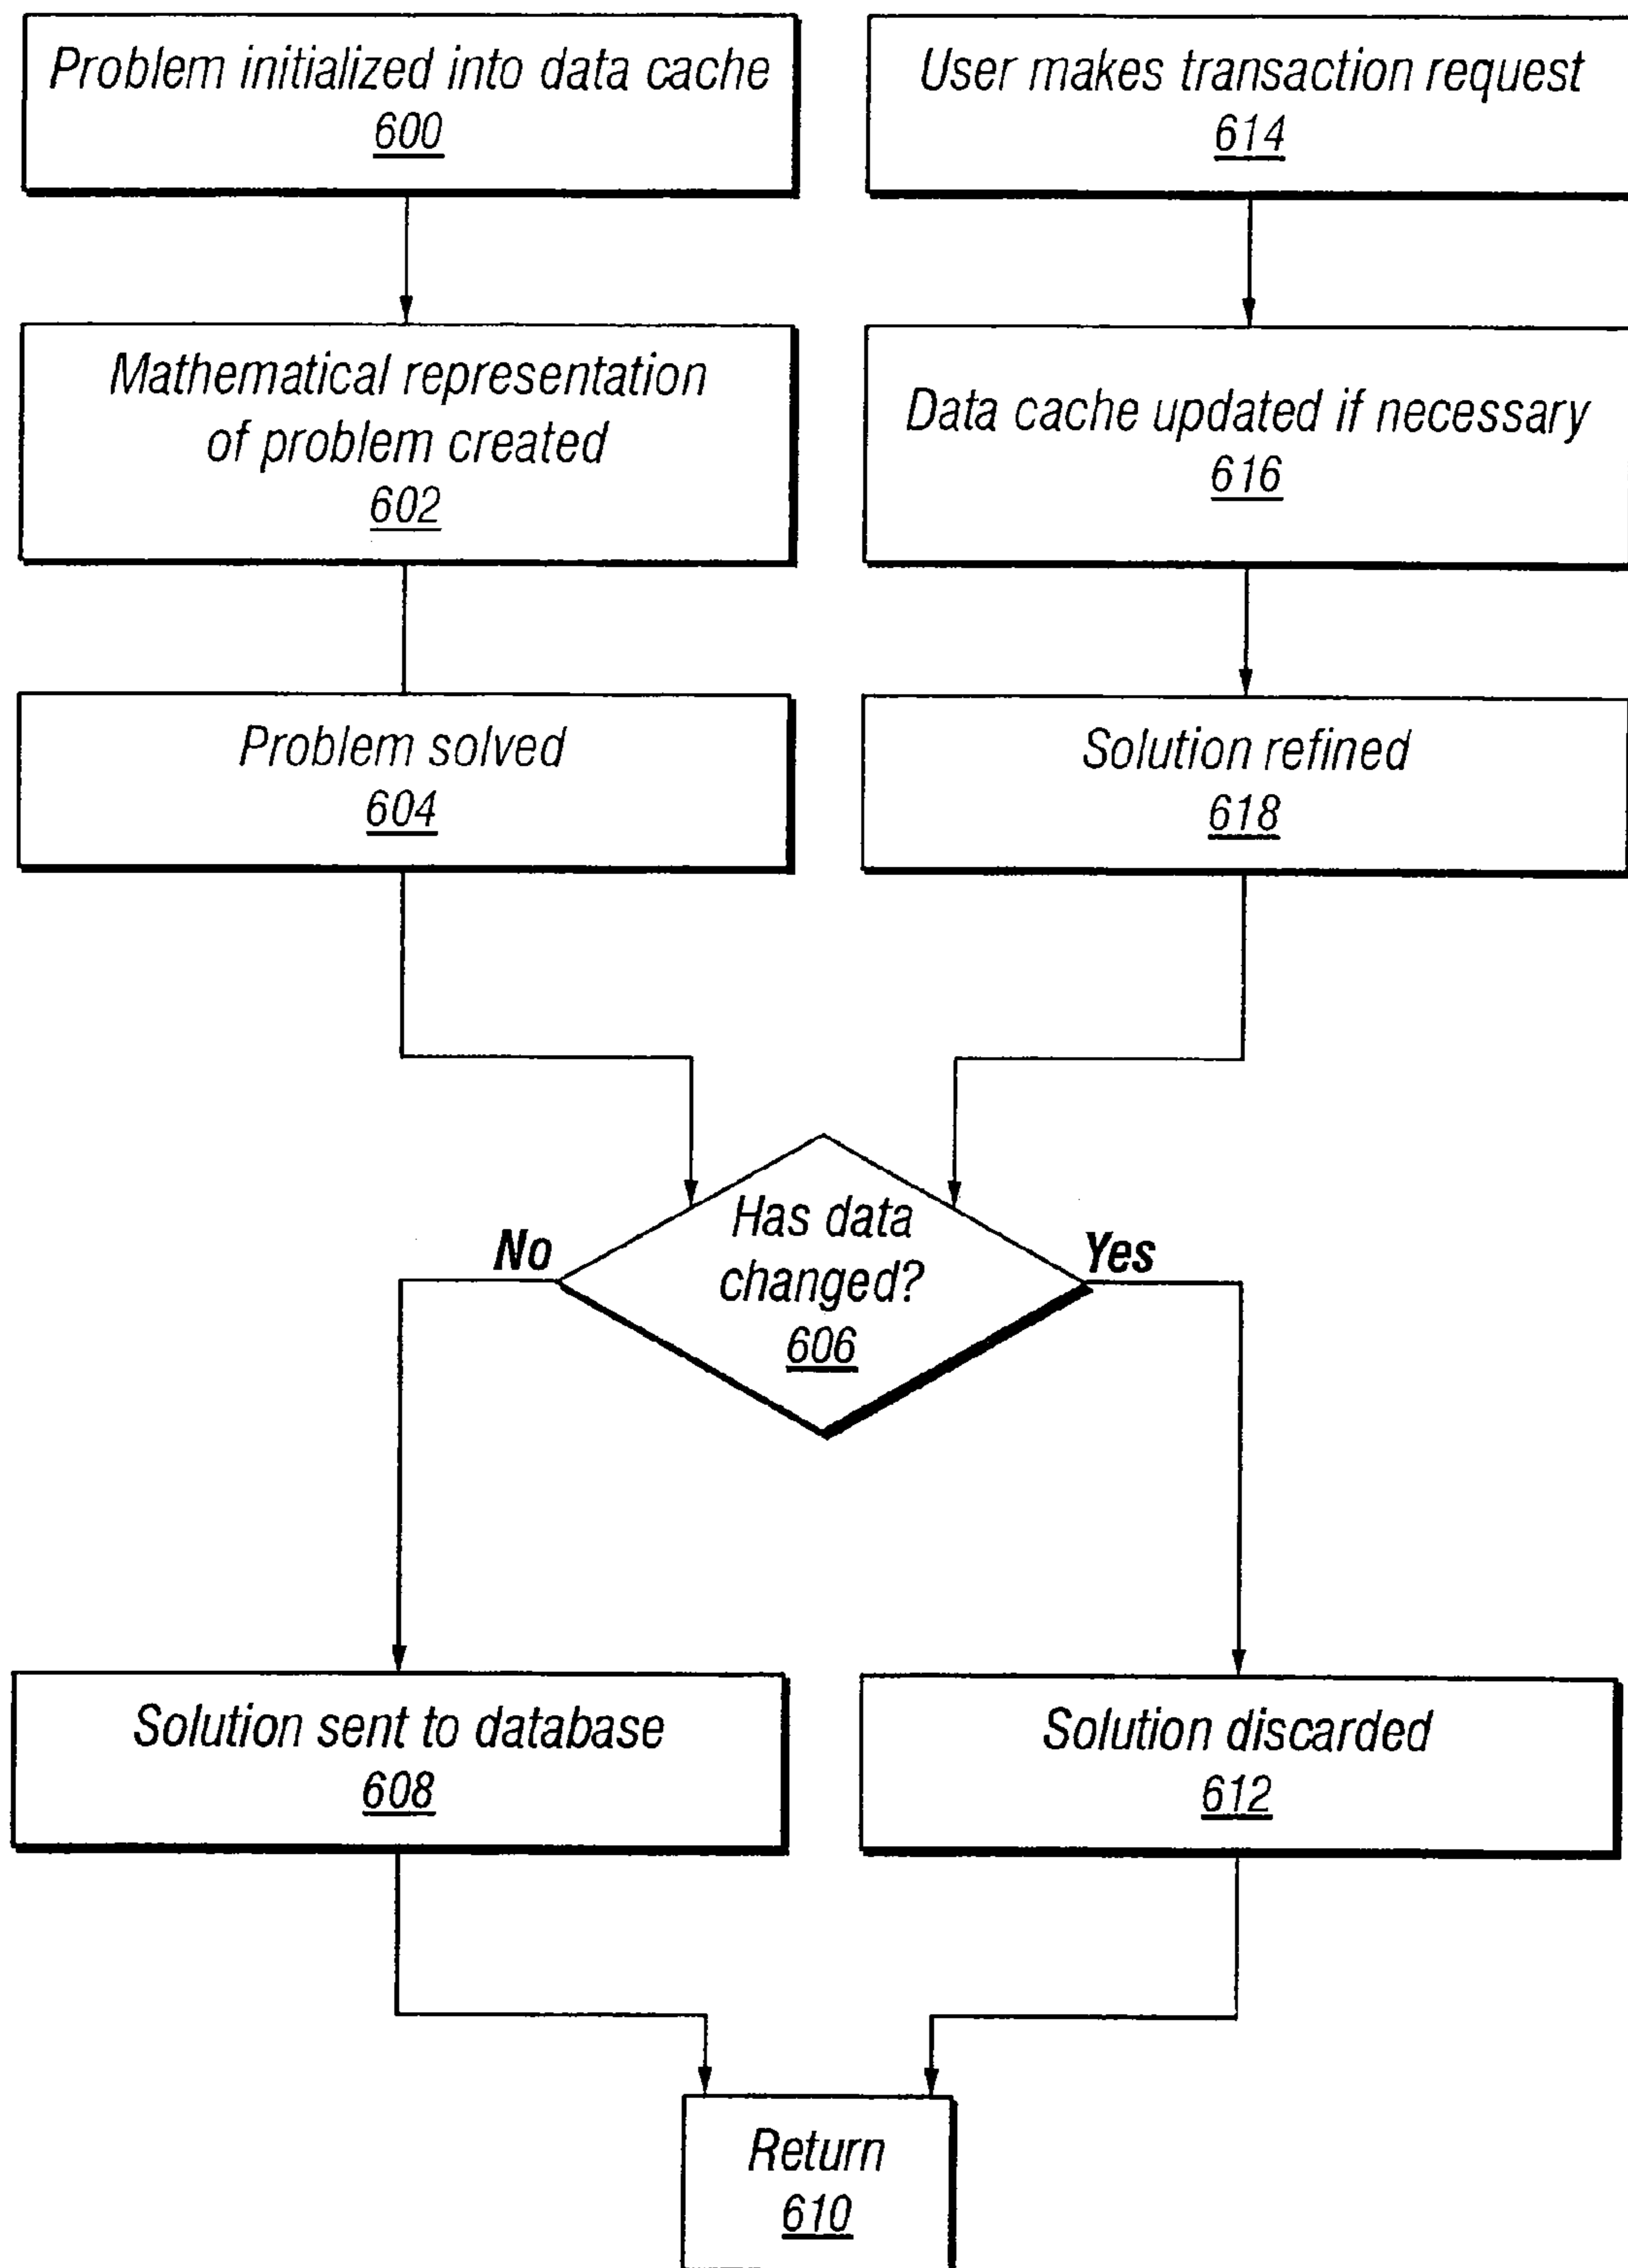 Problem initialized into data cache
600
User makes transaction request
614
Mathematical representation
of problem created
602
Data cache updated if necessary
616
Problem solved
604
Solution refined
618
Has data
changed?
606
No
Yes
Solution sent to database
608
Solution discarded
612
Return
610